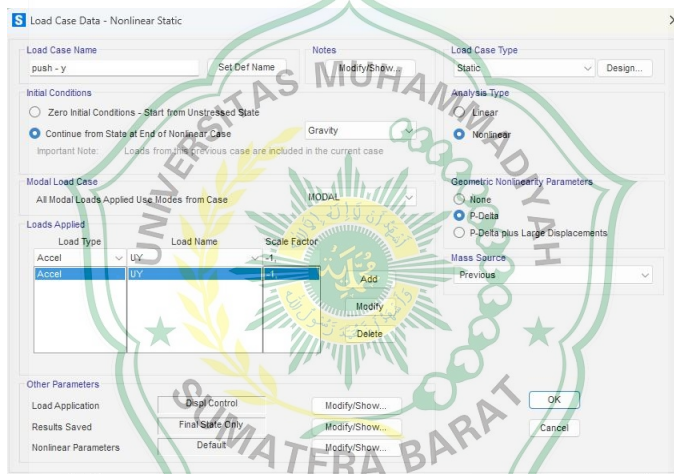 S Load Case Data - Nonlinear Static
Load Case Name
push - y
Set Def Name
Notes
Modify/Show...
Load Case Type
Static
Design...
Initial Conditions
Zero Initial Conditions - Start from Unstressed State
Continue from State at End of Nonlinear Case
Gravity
Important Note: Loads from this previous case are included in the current case
Analysis Type
Linear
Nonlinear
Modal Load Case
All Modal Loads Applied Use Modes from Case
MODAL
Geometric Nonlinearity Parameters
None
P-Delta
P-Delta plus Large Displacements
Loads Applied
Load Type Load Name Scale Factor
Accel UY -1
Accel UY -1,
Add
Modify
Delete
Mass Source
Previous
Other Parameters
Load Application Displ Control Modify/Show...
Results Saved Final State Only Modify/Show...
Nonlinear Parameters Default Modify/Show...
OK
Cancel
UNIVERSITAS MUHAMMADIYAH
SUMATERA BARAT